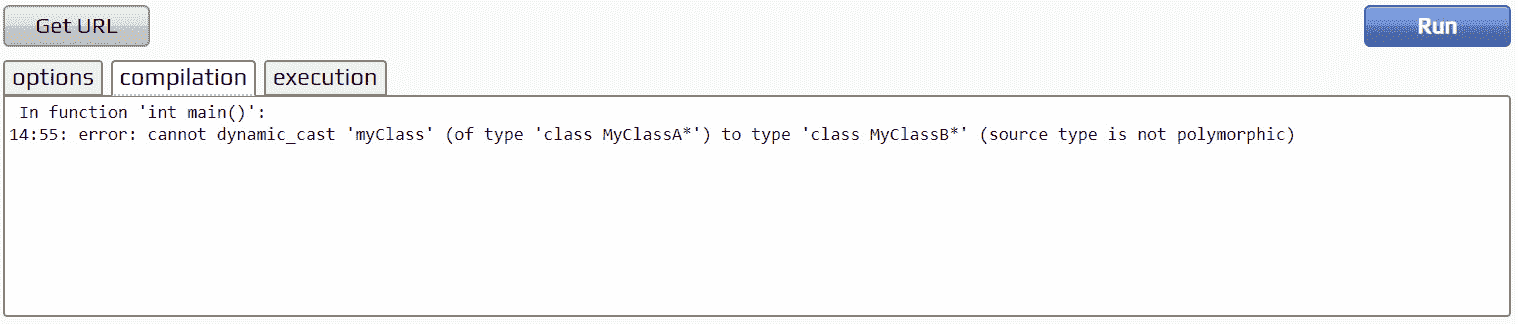 Get URL
Run
options
compilation
execution
In function 'int main()':
14:55: error: cannot dynamic_cast 'myClass' (of type 'class MyClassA*') to type 'class MyClassB*' (source type is not polymorphic)